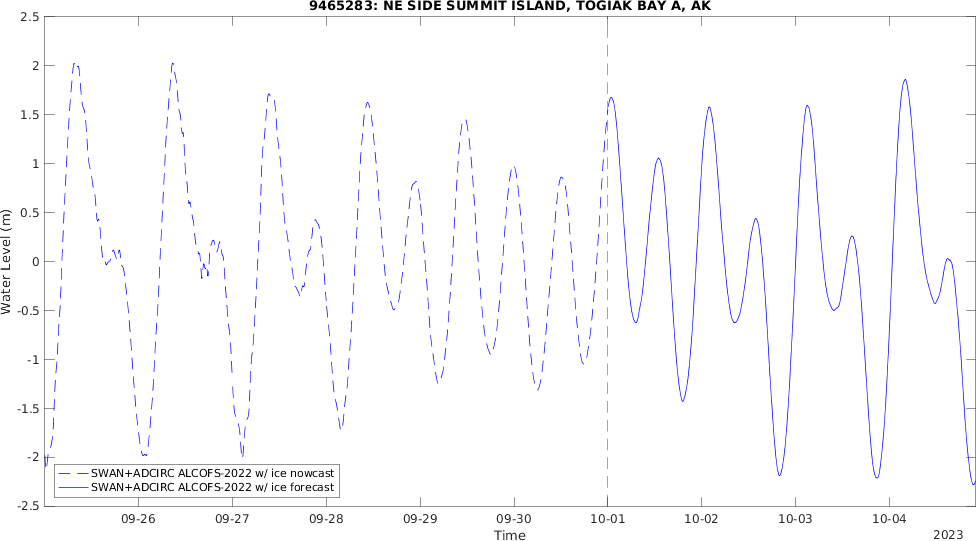 9465283: NE SIDE SUMMIT ISLAND, TOGIAK BAY A, AK
2.5
2
1.5
1
0.5
0
-0.5
-1
-1.5
-2
-2.5
Water Level (m)
SWAN+ADCIRC ALCOFS-2022 w/ ice nowcast
SWAN+ADCIRC ALCOFS-2022 w/ ice forecast
09-26 09-27 09-28 09-29 09-30 10-01 10-02 10-03 10-04
Time
2023